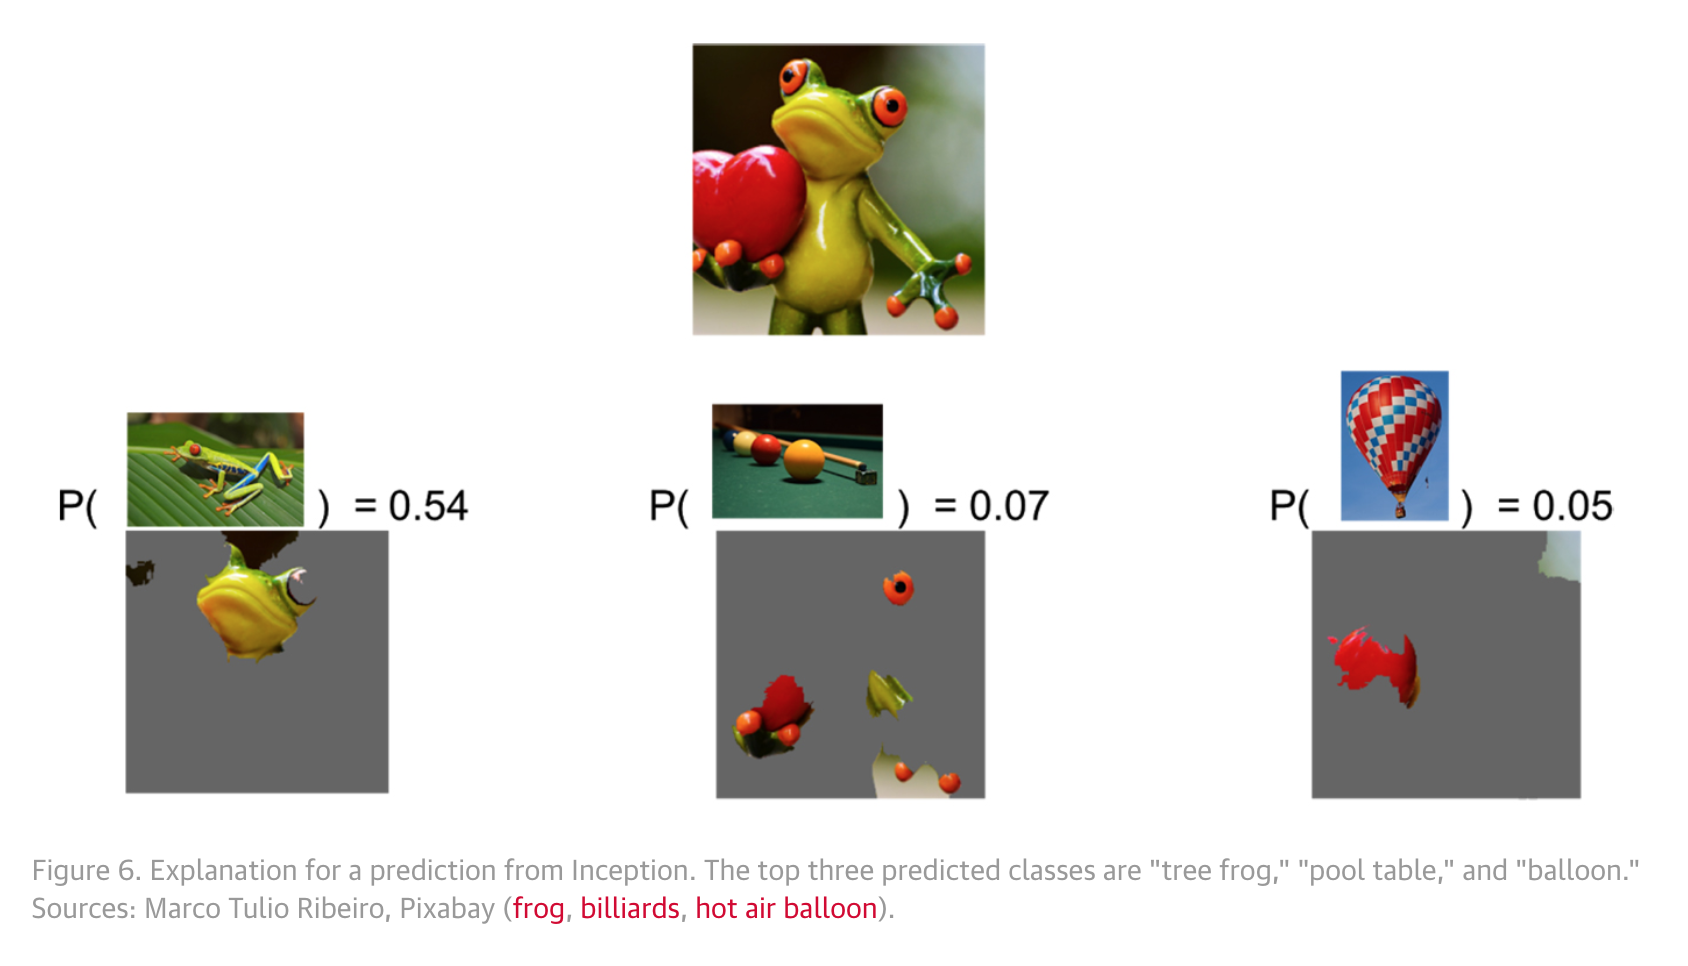 P( ) = 0.54
P( ) = 0.07
P( ) = 0.05
Figure 6. Explanation for a prediction from Inception. The top three predicted classes are "tree frog," "pool table," and "balloon."
Sources: Marco Tulio Ribeiro, Pixabay (frog, billiards, hot air balloon).